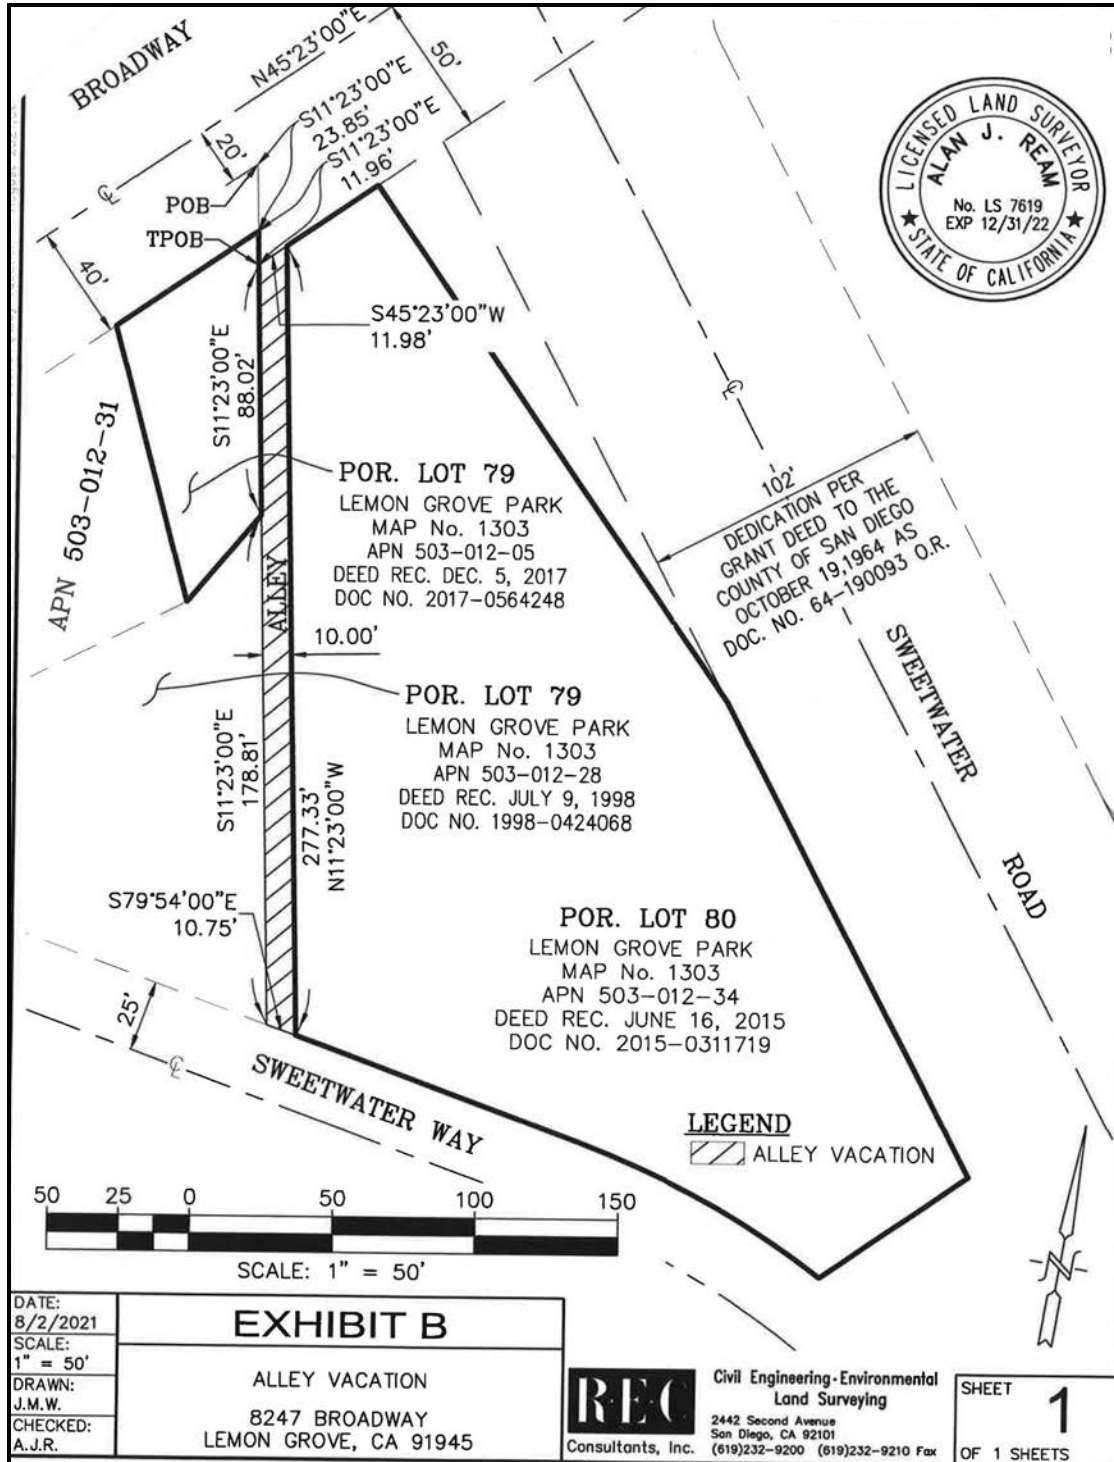 BROADWAY
N45°23'00"E
50'
S11°23'00"E
23.85'
S11°23'00"E
11.96'
20'
℄
POB
TPOB
40'
LICENSED LAND SURVEYOR
ALAN J. REAM
No. LS 7619
EXP 12/31/22
★ STATE OF CALIFORNIA ★
S45°23'00"W
11.98'
S11°23'00"E
88.02'
℄
APN 503-012-31
POR. LOT 79
LEMON GROVE PARK
MAP No. 1303
APN 503-012-05
DEED REC. DEC. 5, 2017
DOC NO. 2017-0564248
102'
DEDICATION PER
GRANT DEED TO THE
COUNTY OF SAN DIEGO
OCTOBER 19,1964 AS
DOC. NO. 64-190093 O.R.
ALLEY
10.00'
SWEETWATER
ROAD
POR. LOT 79
LEMON GROVE PARK
MAP No. 1303
APN 503-012-28
DEED REC. JULY 9, 1998
DOC NO. 1998-0424068
S11°23'00"E
178.81'
277.33'
N11°23'00"W
S79°54'00"E
10.75'
POR. LOT 80
LEMON GROVE PARK
MAP No. 1303
APN 503-012-34
DEED REC. JUNE 16, 2015
DOC NO. 2015-0311719
25'
℄
SWEETWATER WAY
LEGEND
ALLEY VACATION
N
50 25 0 50 100 150
SCALE: 1" = 50'
DATE:
8/2/2021
SCALE:
1" = 50'
DRAWN:
J.M.W.
CHECKED:
A.J.R.
EXHIBIT B
ALLEY VACATION
8247 BROADWAY
LEMON GROVE, CA 91945
R·E·C
Consultants, Inc.
Civil Engineering·Environmental
Land Surveying
2442 Second Avenue
San Diego, CA 92101
(619)232-9200 (619)232-9210 Fax
SHEET
1
OF 1 SHEETS